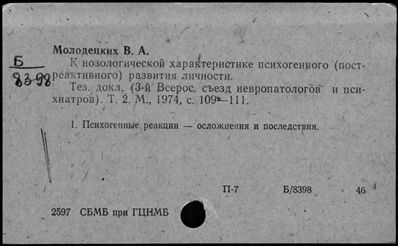 Молодецких В. А.
Б
8398
К нозологической характеристике психогенного (пост-
реактивного) развития личности.
Тез. докл. (3-й Всерос. съезд невропатологов и пси-
хиатров). Т. 2. М., 1974, с. 109—111.
1. Психогенные реакции — осложнения и последствия.
П-7 Б/8398 46
2597 СБМБ при ГЦНМБ